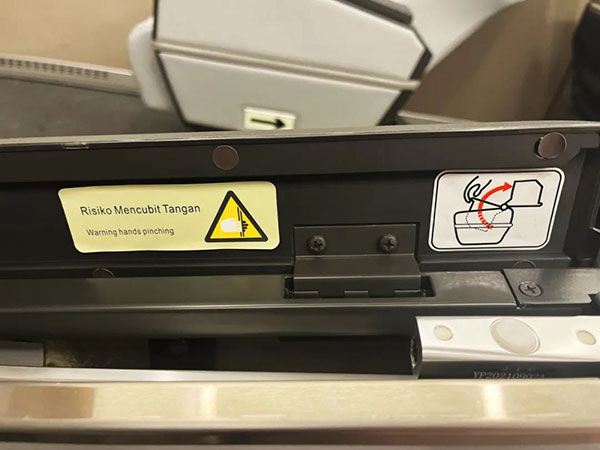 Risiko Mencubit Tangan
Warning hands pinching